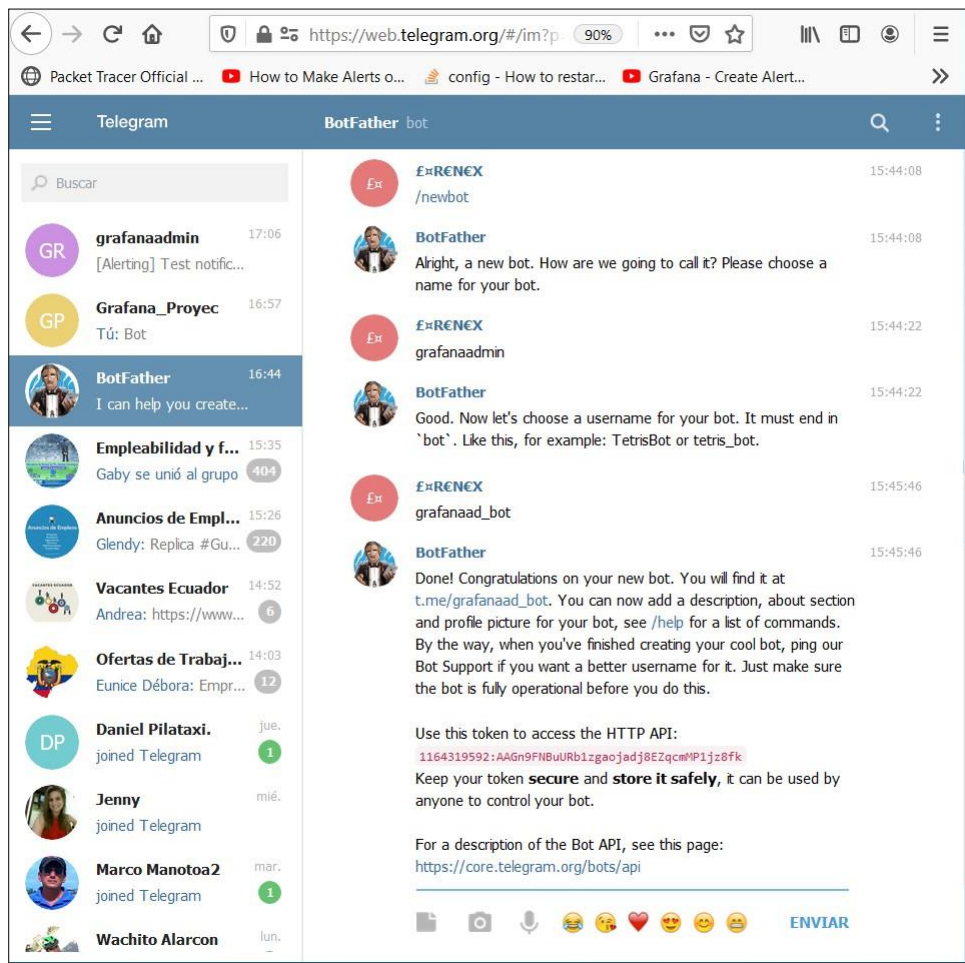 https://web.telegram.org/#/im?p= 90%
Packet Tracer Official ... How to Make Alerts o... config - How to restar... Grafana - Create Alert...
Telegram
BotFather bot
Buscar
GR
grafanaadmin 17:06
[Alerting] Test notific...
GP
Grafana_Proyec 16:57
Tú: Bot
BotFather 16:44
I can help you create...
Empleabilidad y f... 15:35
Gaby se unió al grupo 404
Anuncios de Empl... 15:26
Glendy: Replica #Gu... 220
Vacantes Ecuador 14:52
Andrea: https://www... 6
Ofertas de Trabaj... 14:03
Eunice Débora: Empr... 12
DP
Daniel Pilataxi. jue.
joined Telegram 1
Jenny mié.
joined Telegram
Marco Manotoa2 mar.
joined Telegram 1
Wachito Alarcon lun.
£¤
£¤R€N€X 15:44:08
/newbot
BotFather 15:44:08
Alright, a new bot. How are we going to call it? Please choose a
name for your bot.
£¤
£¤R€N€X 15:44:22
grafanaadmin
BotFather 15:44:22
Good. Now let's choose a username for your bot. It must end in
`bot`. Like this, for example: TetrisBot or tetris_bot.
£¤
£¤R€N€X 15:45:46
grafanaad_bot
BotFather 15:45:46
Done! Congratulations on your new bot. You will find it at
t.me/grafanaad_bot. You can now add a description, about section
and profile picture for your bot, see /help for a list of commands.
By the way, when you've finished creating your cool bot, ping our
Bot Support if you want a better username for it. Just make sure
the bot is fully operational before you do this.
Use this token to access the HTTP API:
1164319592:AAGn9FNBuURb1zgaojadj8EZqcmMP1jz8fk
Keep your token secure and store it safely, it can be used by
anyone to control your bot.
For a description of the Bot API, see this page:
https://core.telegram.org/bots/api
ENVIAR